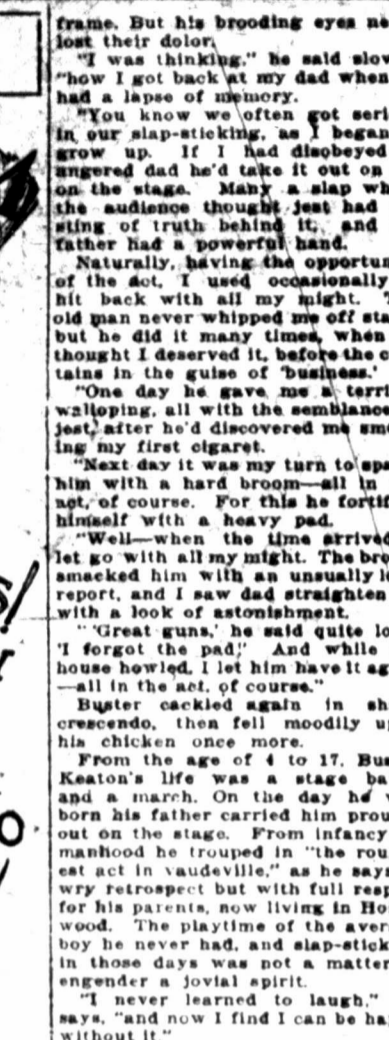 frame. But his brooding eyes ne
lost their dolor.
"I was thinking," he said slow
"how I got back at my dad when
had a lapse of memory.
"You know we often got seri
in our slap-sticking, as I began
grow up. If I had disobeyed
angered dad he'd take it out on
on the stage. Many a slap wh
the audience thought jest had
sting of truth behind it, and
father had a powerful hand.
Naturally, having the opportun
of the act, I used occasionally
hit back with all my might. T
old man never whipped me off sta
but he did it many times, when
thought I deserved it, before the c
tains in the guise of 'business.'
"One day he gave me a terri
walloping, all with the semblance
jest, after he'd discovered me smo
ing my first cigaret.
"Next day it was my turn to spa
him with a hard broom—all in
act, of course. For this he fortif
himself with a heavy pad.
"Well—when the time arrived
let go with all my might. The bro
smacked him with an unusually lo
report, and I saw dad straighten
with a look of astonishment.
"'Great guns,' he said quite lo
'I forgot the pad,' And while
house howled, I let him have it ag
—all in the act, of course."
Buster cackled again in sh
crescendo, then fell moodily u
his chicken once more.
From the age of 4 to 17, Bus
Keaton's life was a stage ba
and a march. On the day he w
born his father carried him prou
out on the stage. From infancy
manhood he trouped in "the rou
est act in vaudeville," as he says
wry retrospect but with full resp
for his parents, now living in Ho
wood. The playtime of the aver
boy he never had, and slap-stick
in those days was not a matter
engender a jovial spirit.
"I never learned to laugh,"
says, "and now I find I can be ha
without it."